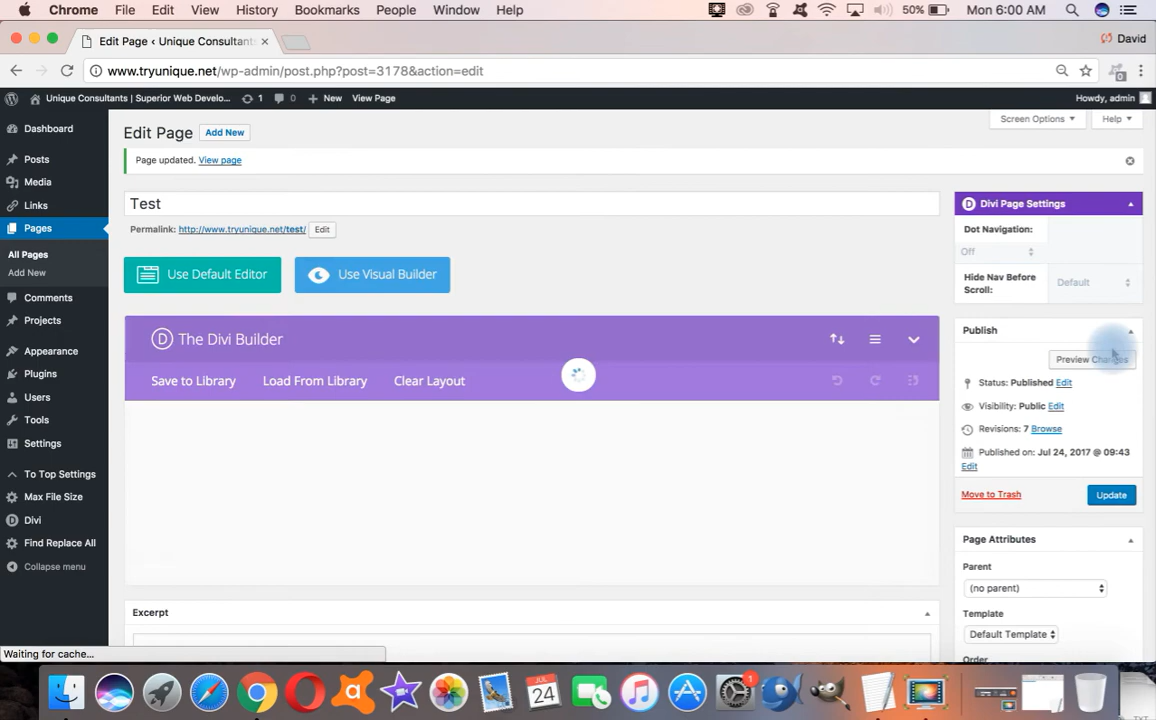 Chrome File Edit View History Bookmarks People Window Help 50% Mon 6:00 AM
Edit Page ‹ Unique Consultants David
www.tryunique.net/wp-admin/post.php?post=3178&action=edit
Unique Consultants | Superior Web Develo... 1 0 New View Page Howdy, admin
Screen Options Help
Dashboard
Posts
Media
Links
Pages
All Pages
Add New
Comments
Projects
Appearance
Plugins
Users
Tools
Settings
To Top Settings
Max File Size
Divi
Find Replace All
Collapse menu
Edit Page Add New
Page updated. View page
Test
Permalink: http://www.tryunique.net/test/ Edit
Use Default Editor Use Visual Builder
D The Divi Builder
Save to Library Load From Library Clear Layout
Excerpt
D Divi Page Settings
Dot Navigation:
Off
Hide Nav Before
Scroll: Default
Publish
Preview Changes
Status: Published Edit
Visibility: Public Edit
Revisions: 7 Browse
Published on: Jul 24, 2017 @ 09:43
Edit
Move to Trash Update
Page Attributes
Parent
(no parent)
Template
Default Template
Order
Waiting for cache...
JUL
24
1
TXT